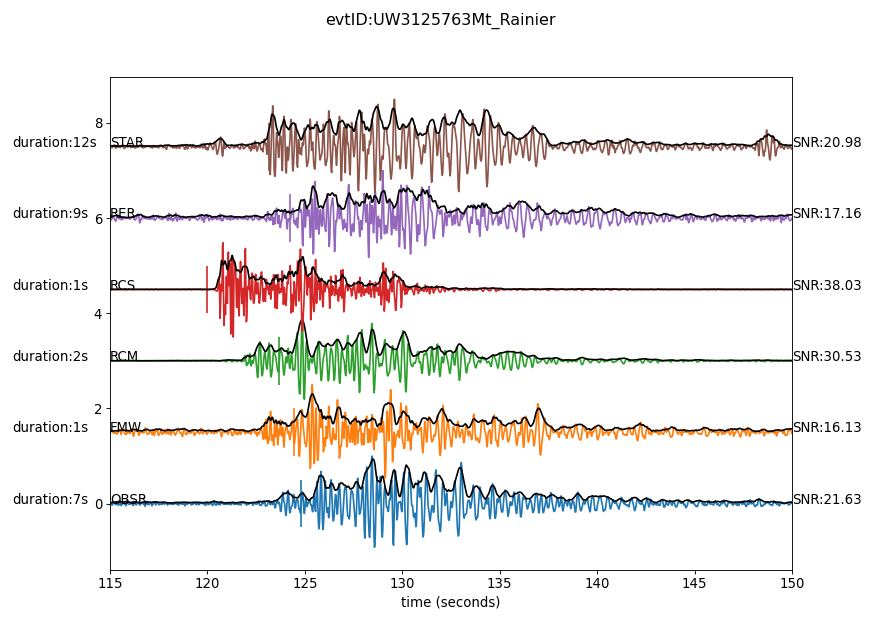 evtID:UW3125763Mt_Rainier
8
duration:12s STAR SNR:20.98
duration:9s RER SNR:17.16
6
duration:1s RCS SNR:38.03
4
duration:2s RCM SNR:30.53
2
duration:1s FMW SNR:16.13
duration:7s OBSR SNR:21.63
0
115 120 125 130 135 140 145 150
time (seconds)